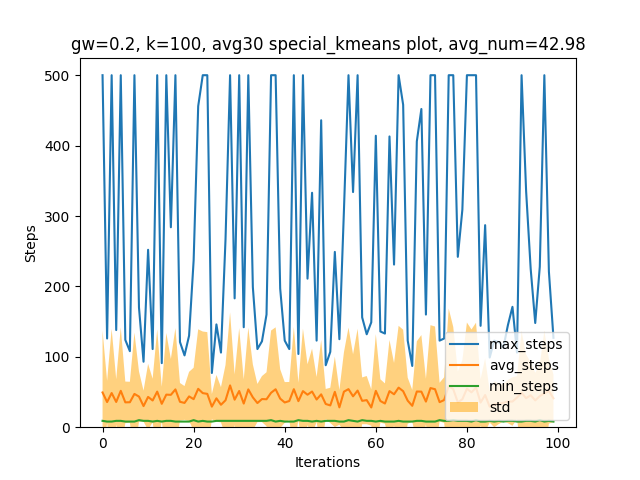 gw=0.2, k=100, avg30 special_kmeans plot, avg_num=42.98
500
400
300
200
100
0
Steps
0
20
40
60
80
100
Iterations
max_steps
avg_steps
min_steps
std